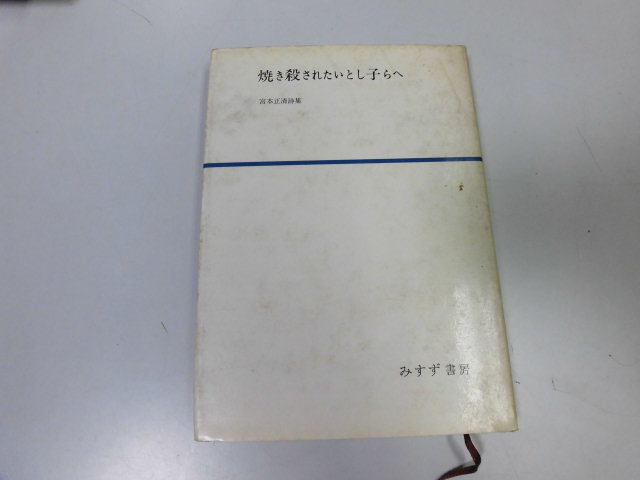 焼き殺されたいとし子らへ
宮本正清詩集
みすず書房